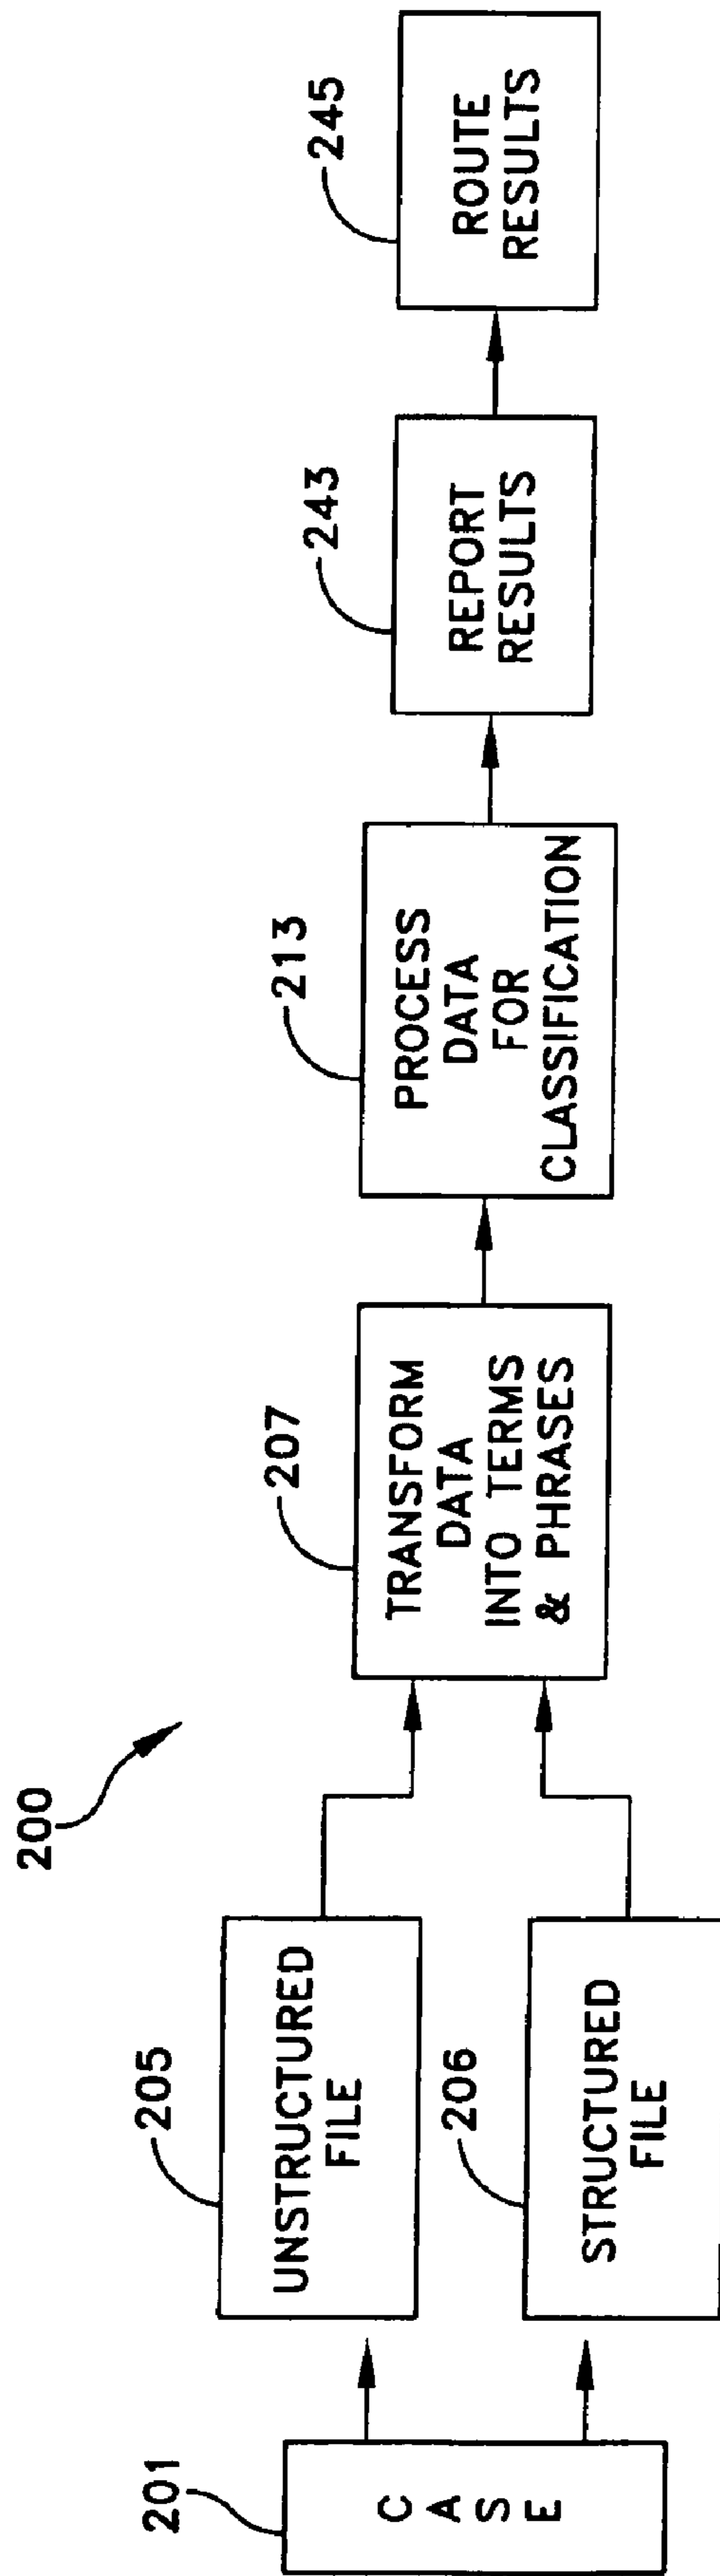 200
201
C A S E
205
UNSTRUCTURED
FILE
206
STRUCTURED
FILE
207
TRANSFORM
DATA
INTO TERMS
& PHRASES
213
PROCESS
DATA
FOR
CLASSIFICATION
243
REPORT
RESULTS
245
ROUTE
RESULTS